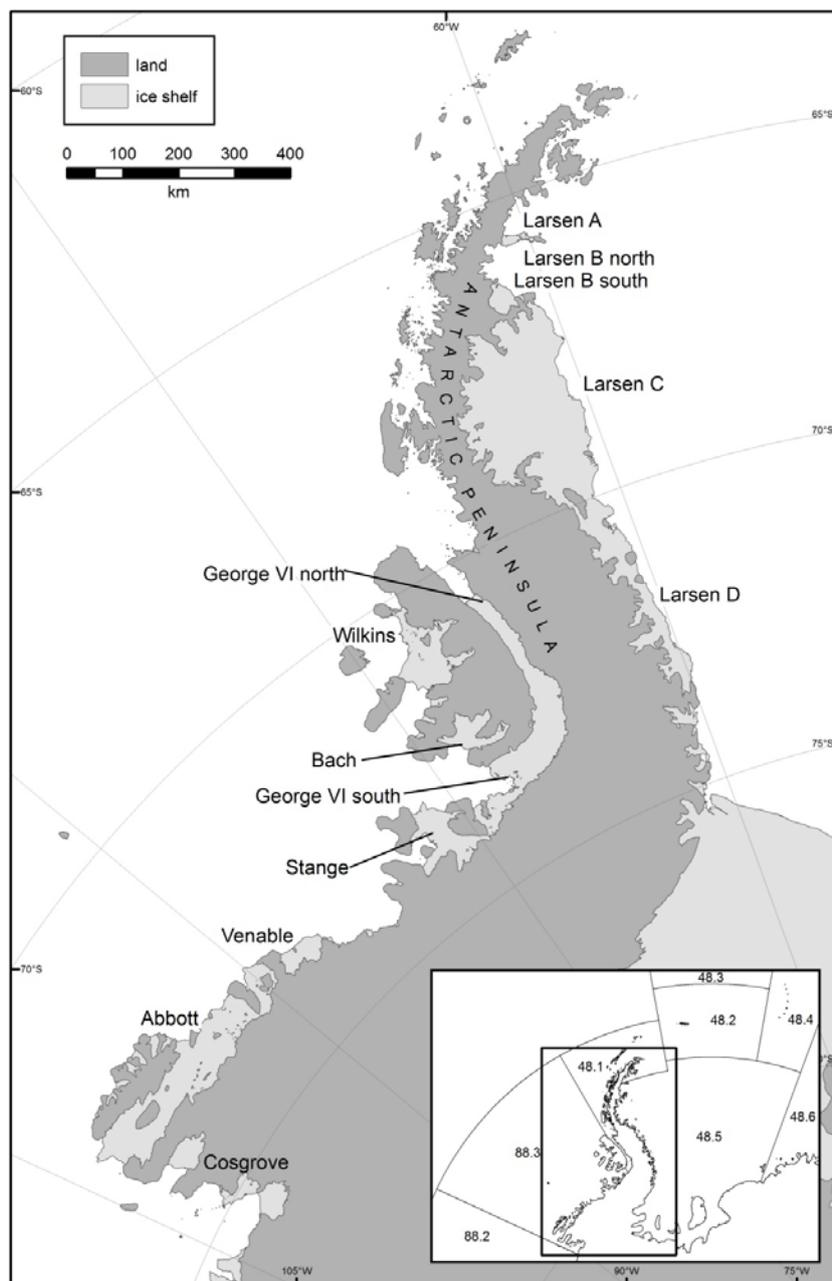 60°W
land
ice shelf
60°S
65°S
0 100 200 300 400
km
Larsen A
Larsen B north
Larsen B south
ANTARCTIC PENINSULA
Larsen C
70°S
65°S
George VI north
Larsen D
Wilkins
75°S
Bach
George VI south
Stange
Venable
70°S
Abbott
Cosgrove
48.3
48.2
48.4
48.1
48.5
48.6
88.3
88.2
105°W
90°W
75°W